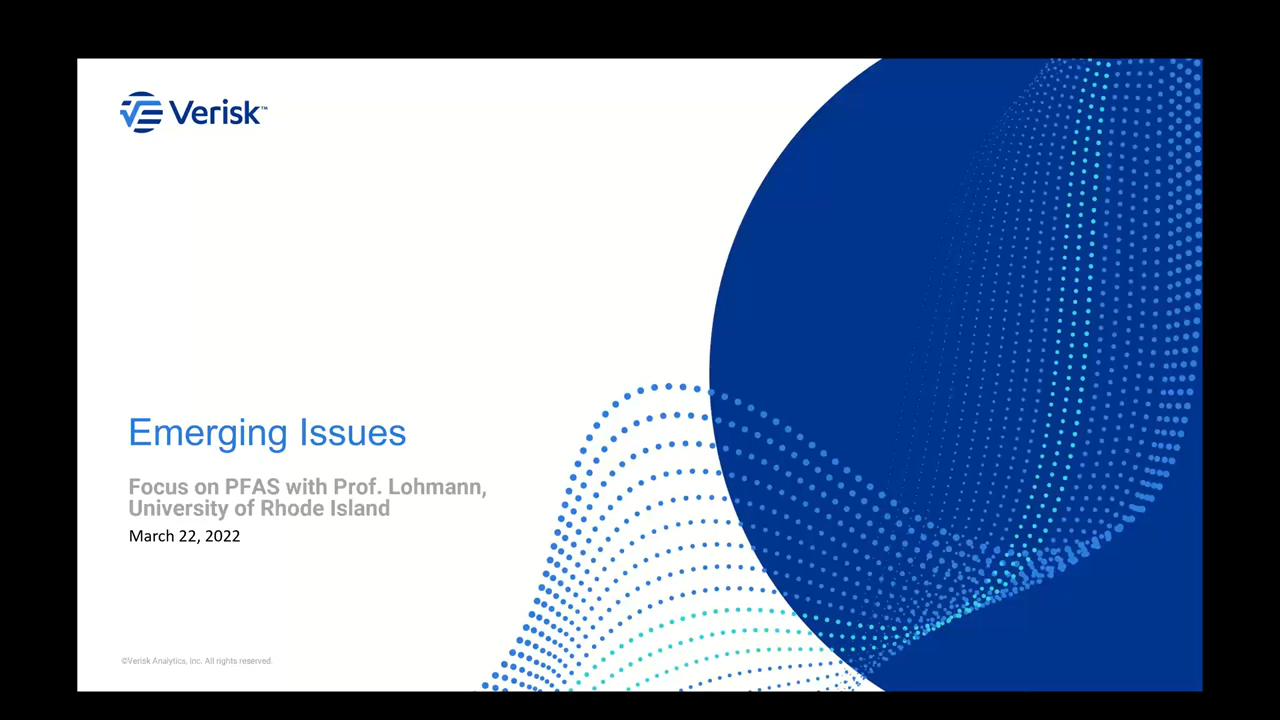 Verisk™
Emerging Issues
Focus on PFAS with Prof. Lohmann,
University of Rhode Island
March 22, 2022
©Verisk Analytics, Inc. All rights reserved.